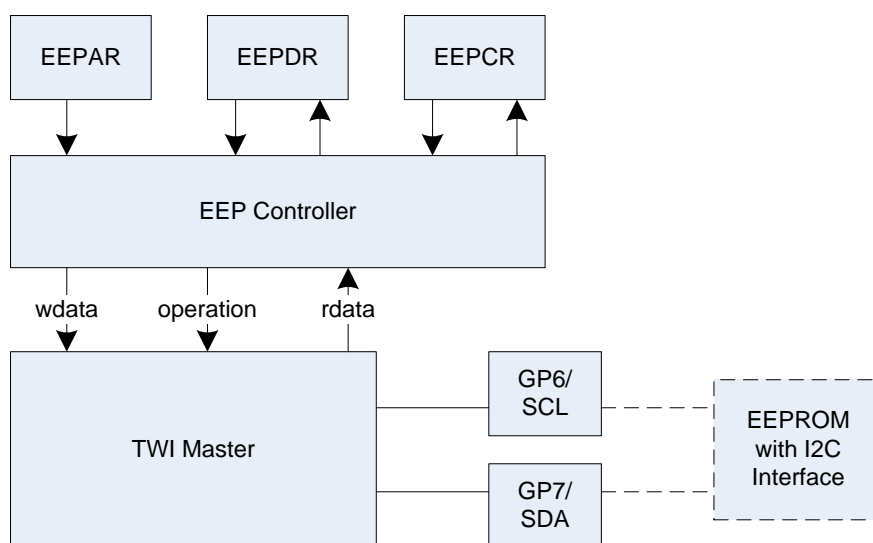 EEPAR
EEPDR
EEPCR
EEP Controller
wdata
operation
rdata
TWI Master
GP6/
SCL
GP7/
SDA
EEPROM
with I2C
Interface